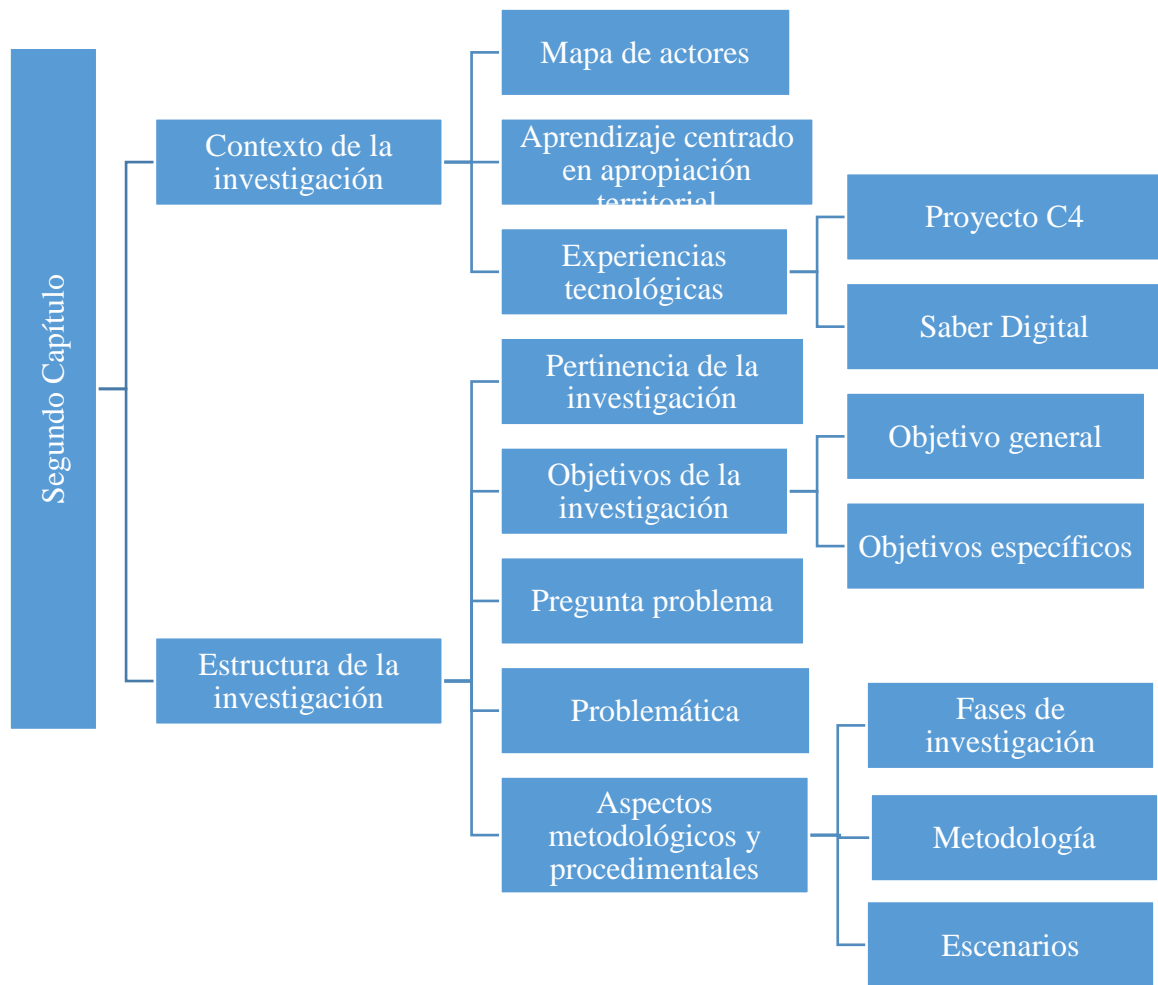 Segundo Capítulo
Contexto de la
investigación
Mapa de actores
Aprendizaje centrado
en apropiación
territorial
Experiencias
tecnológicas
Proyecto C4
Saber Digital
Estructura de la
investigación
Pertinencia de la
investigación
Objetivos de la
investigación
Objetivo general
Objetivos específicos
Pregunta problema
Problemática
Aspectos
metodológicos y
procedimentales
Fases de
investigación
Metodología
Escenarios